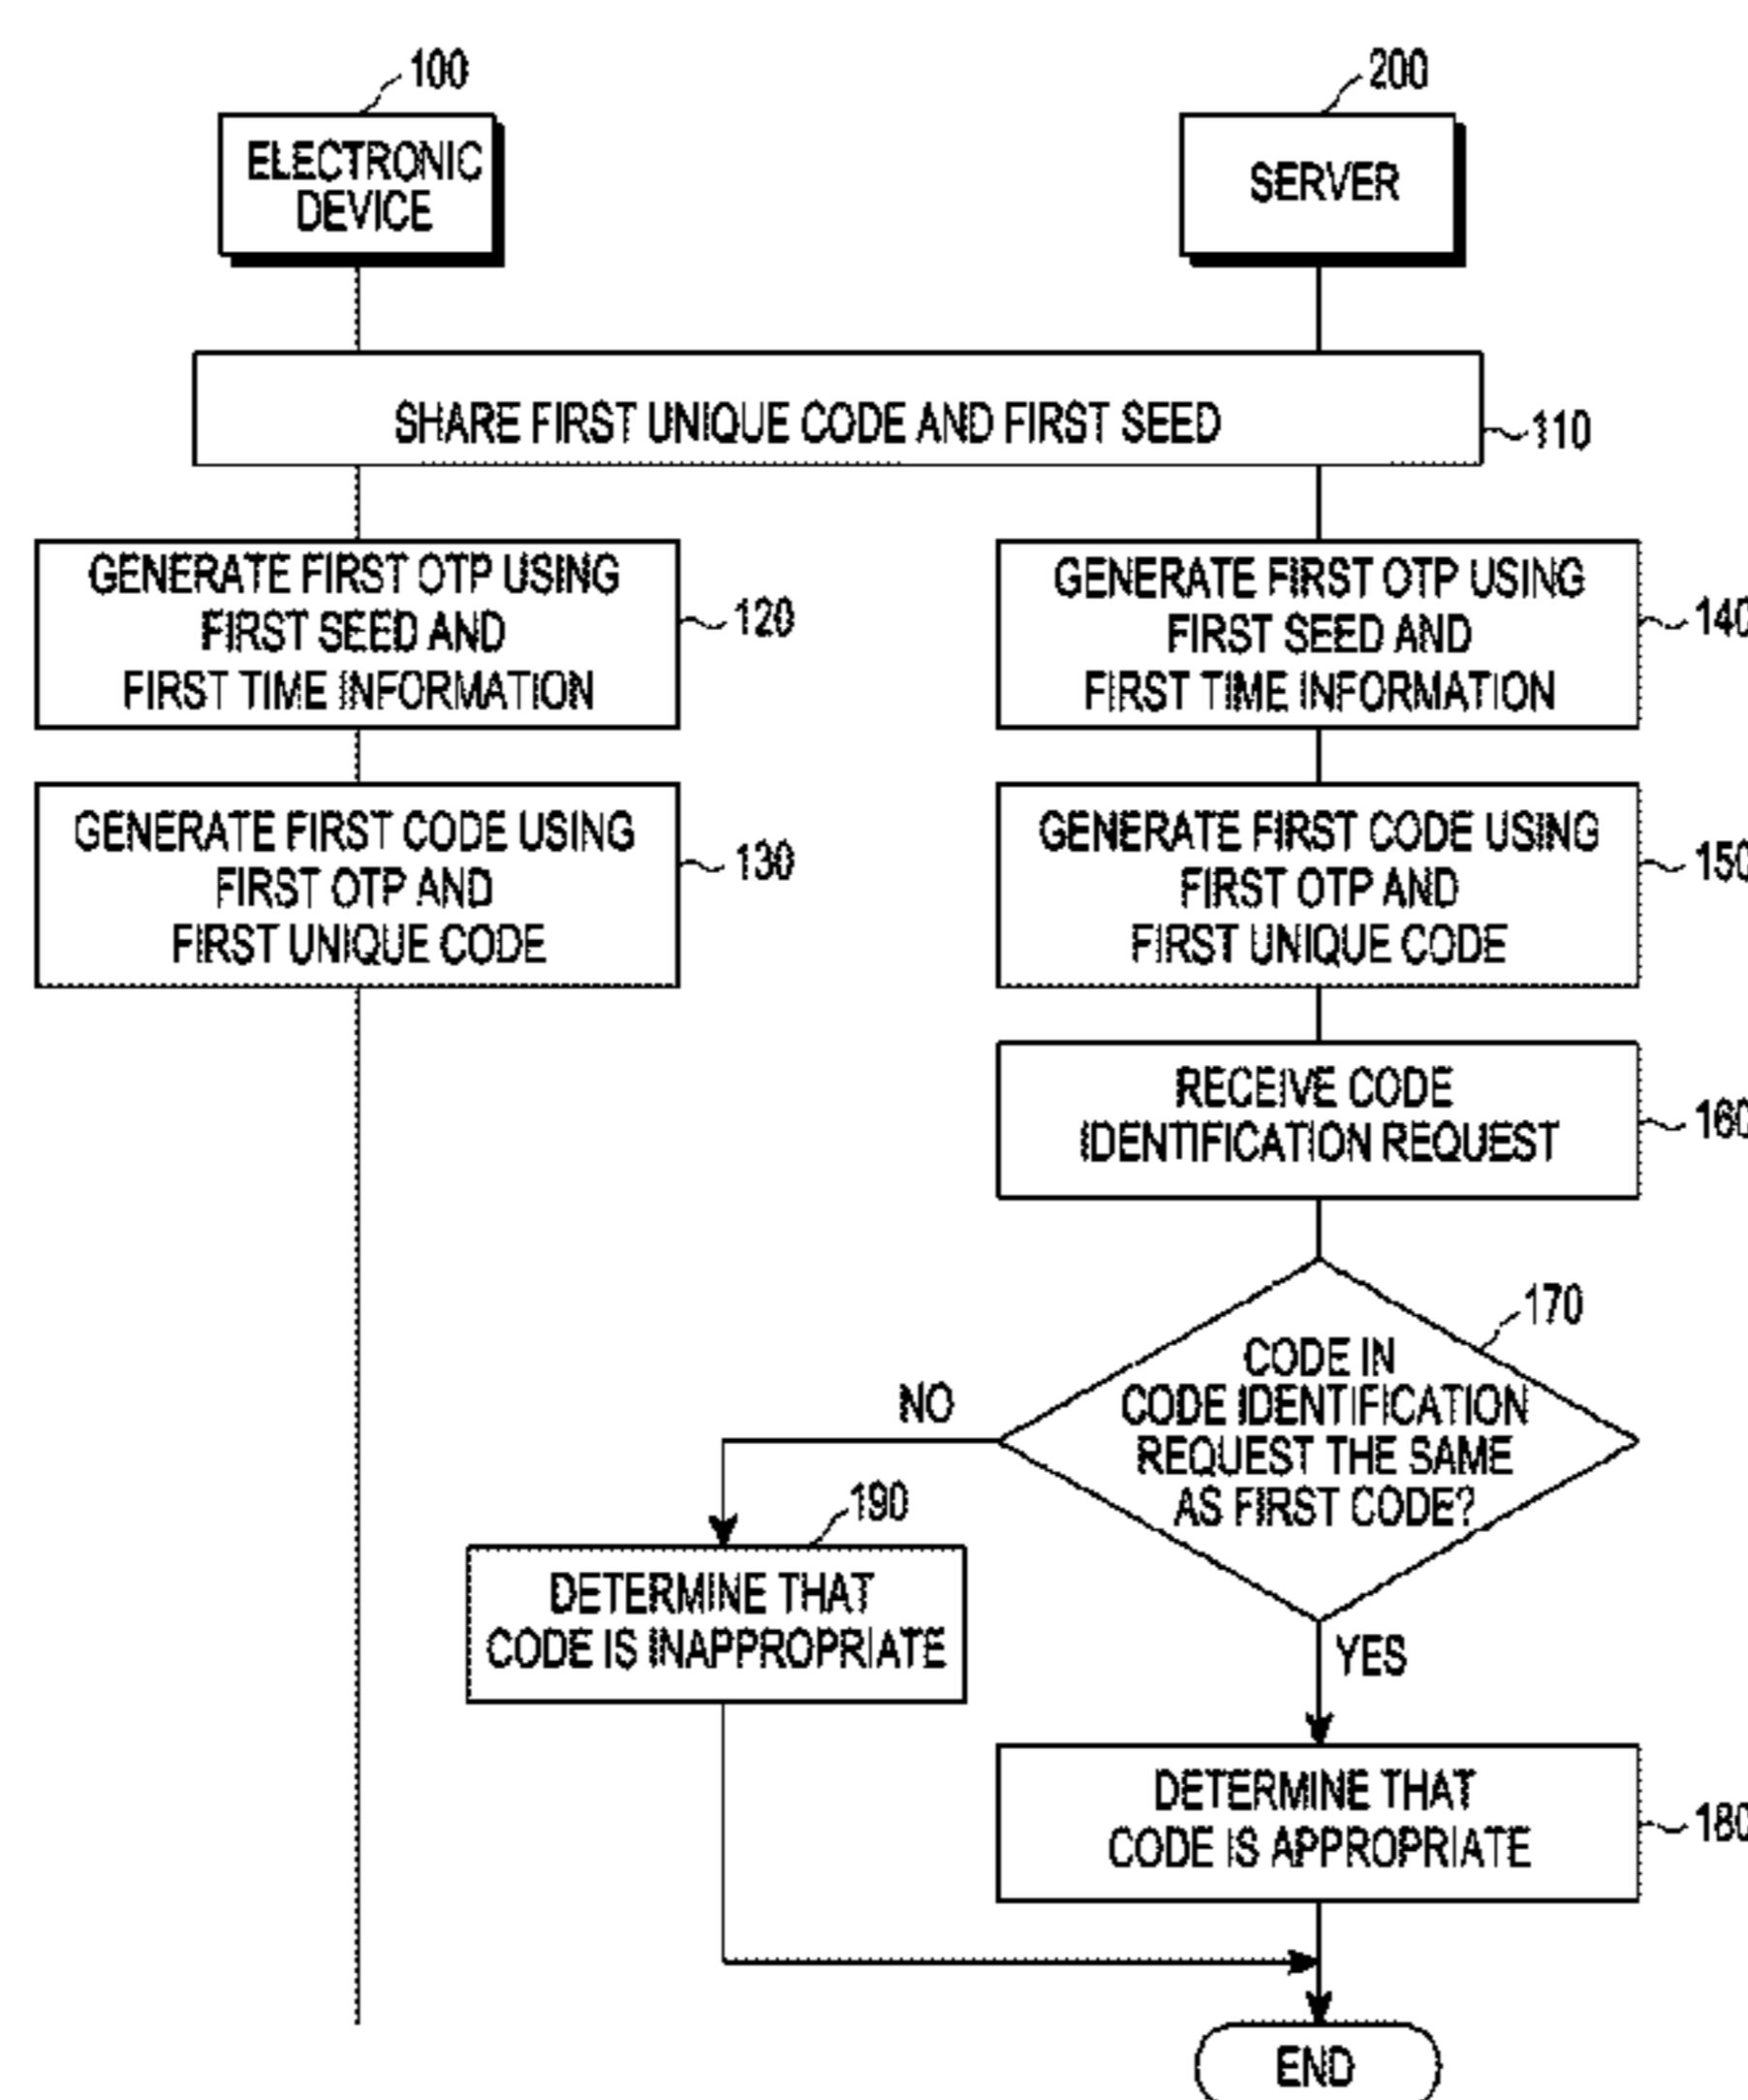 100
200
ELECTRONIC
DEVICE
SERVER
SHARE FIRST UNIQUE CODE AND FIRST SEED
110
GENERATE FIRST OTP USING
FIRST SEED AND
FIRST TIME INFORMATION
120
GENERATE FIRST OTP USING
FIRST SEED AND
FIRST TIME INFORMATION
140
GENERATE FIRST CODE USING
FIRST OTP AND
FIRST UNIQUE CODE
130
GENERATE FIRST CODE USING
FIRST OTP AND
FIRST UNIQUE CODE
150
RECEIVE CODE
IDENTIFICATION REQUEST
160
170
CODE IN
CODE IDENTIFICATION
REQUEST THE SAME
AS FIRST CODE?
NO
190
DETERMINE THAT
CODE IS INAPPROPRIATE
YES
DETERMINE THAT
CODE IS APPROPRIATE
180
END